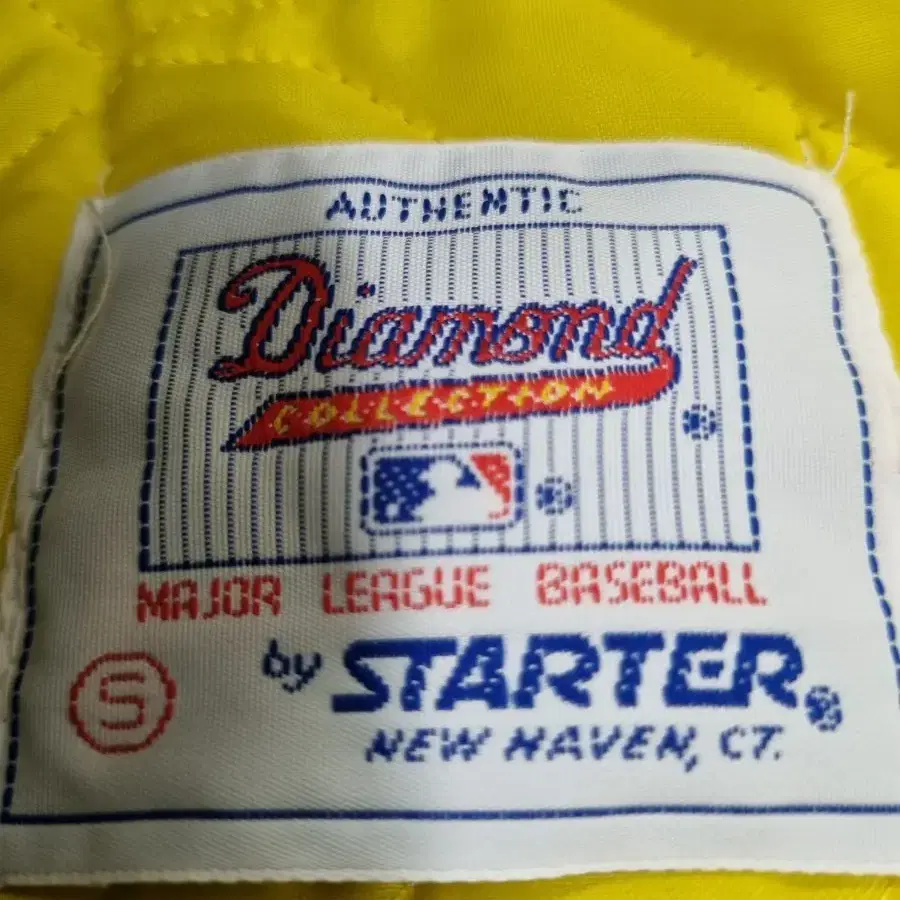 AUTHENTIC
Diamond
COLLECTION
®
®
MAJOR LEAGUE BASEBALL
S
by STARTER®
NEW HAVEN, CT.